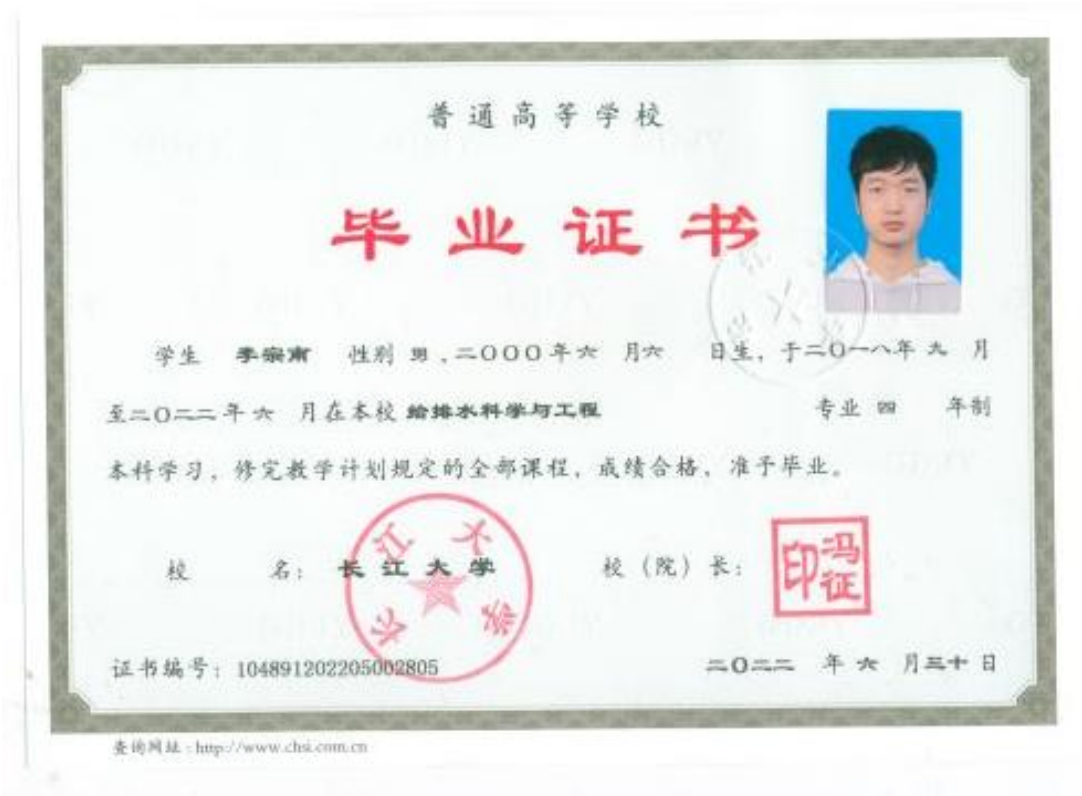 普通高等学校
毕业证书
学生 李宗甫 性别 男，二〇〇〇年六 月六 日生，于二〇一八年 九 月
至二〇二二年 六 月在本校 给排水科学与工程 专业 四 年制
本科学习，修完教学计划规定的全部课程，成绩合格，准予毕业。
校 名：长江大学 校（院）长：
长江大学
冯征印
证书编号：104891202205002805 二〇二二 年 六 月三十日
查询网址：http://www.chsi.com.cn